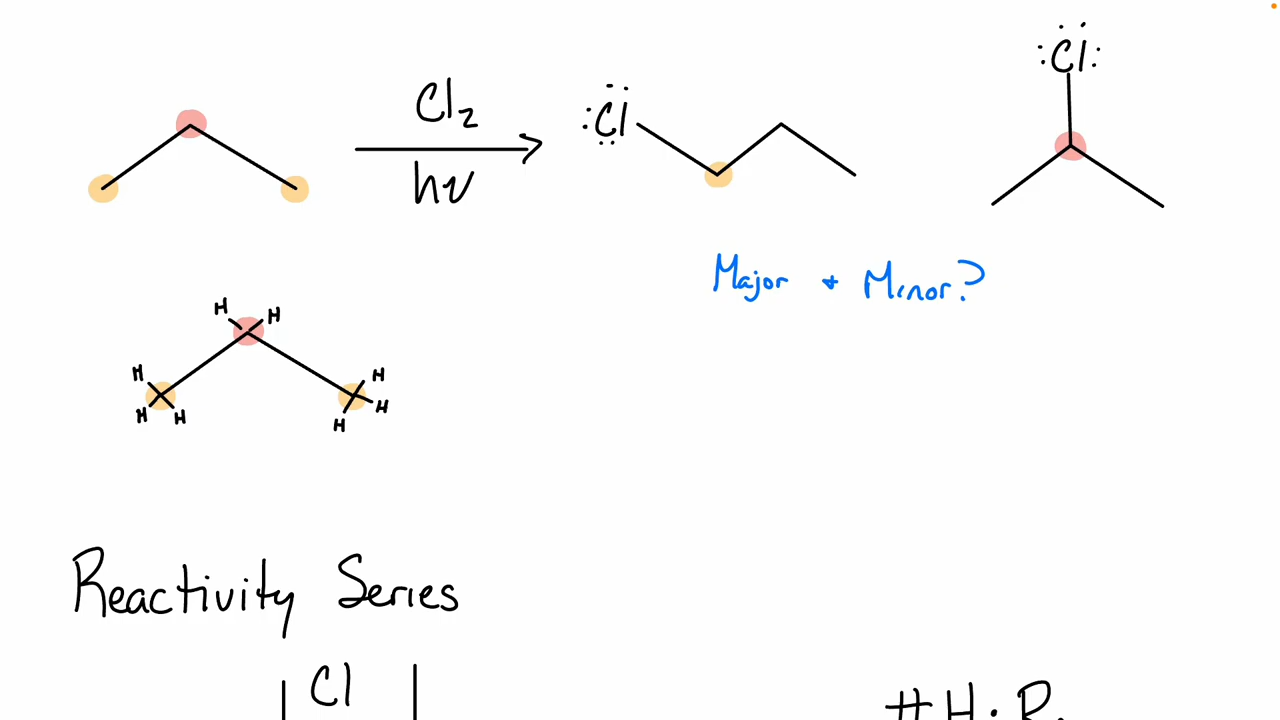 Cl₂
hν
:Cl
Cl:
Major + Minor?
H H
H H
H H H
H
Reactivity Series
Cl
#H · R